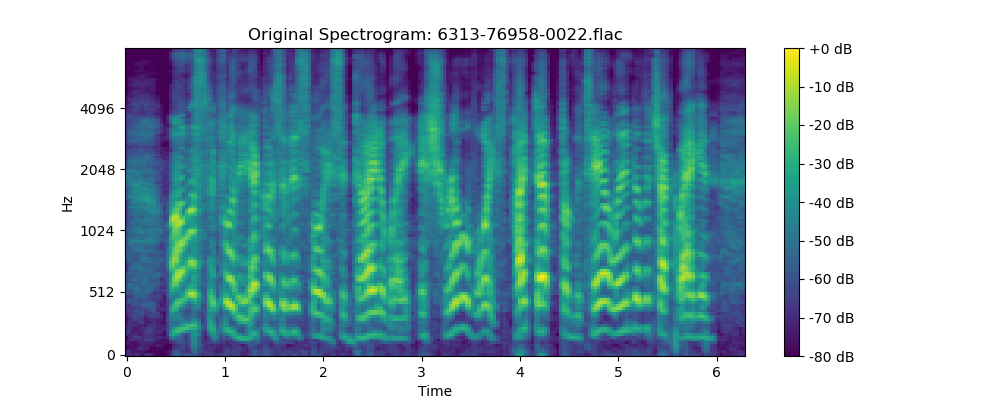 Original Spectrogram: 6313-76958-0022.flac
Hz
4096
2048
1024
512
0
0 1 2 3 4 5 6
Time
+0 dB
-10 dB
-20 dB
-30 dB
-40 dB
-50 dB
-60 dB
-70 dB
-80 dB